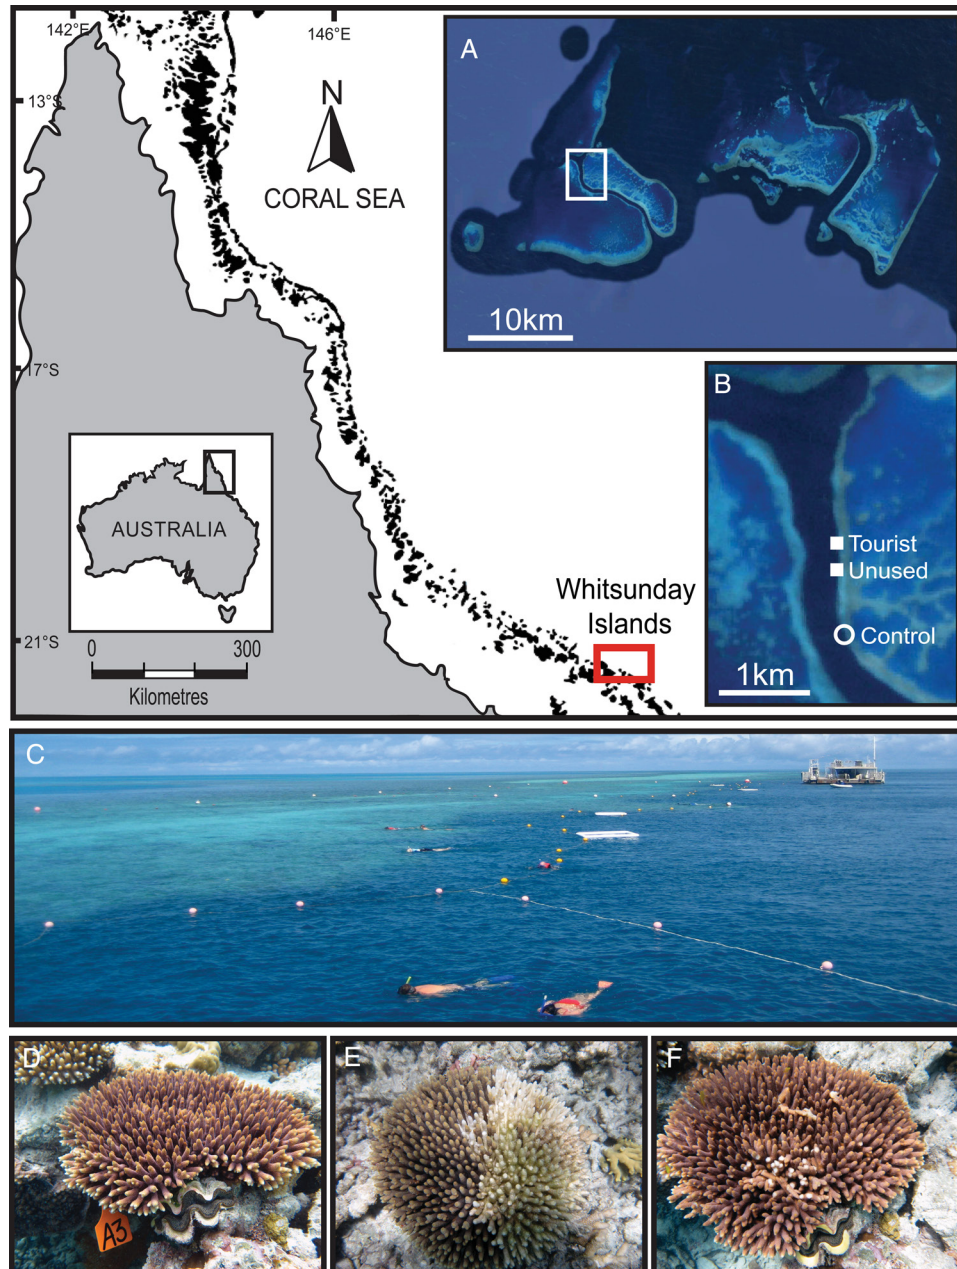 142°E
146°E
13°S
N
CORAL SEA
17°S
AUSTRALIA
0 300
Kilometres
21°S
Whitsunday
Islands
A
10km
B
Tourist
Unused
Control
1km
C
D
A3
E
F